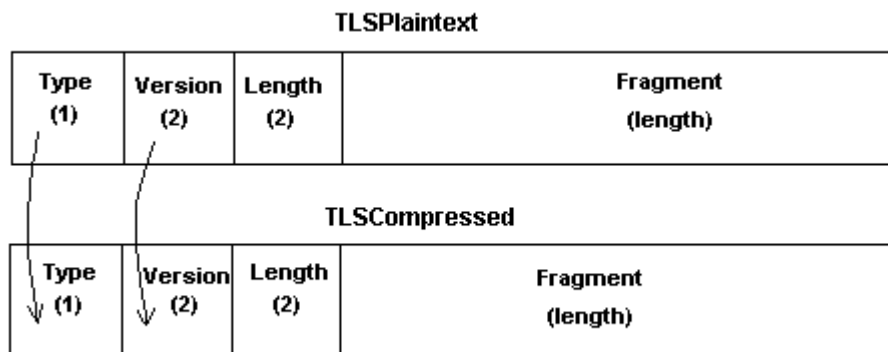 TLSPlaintext
Type Version Length Fragment
(1) (2) (2) (length)
TLSCompressed
Type Version Length Fragment
(1) (2) (2) (length)